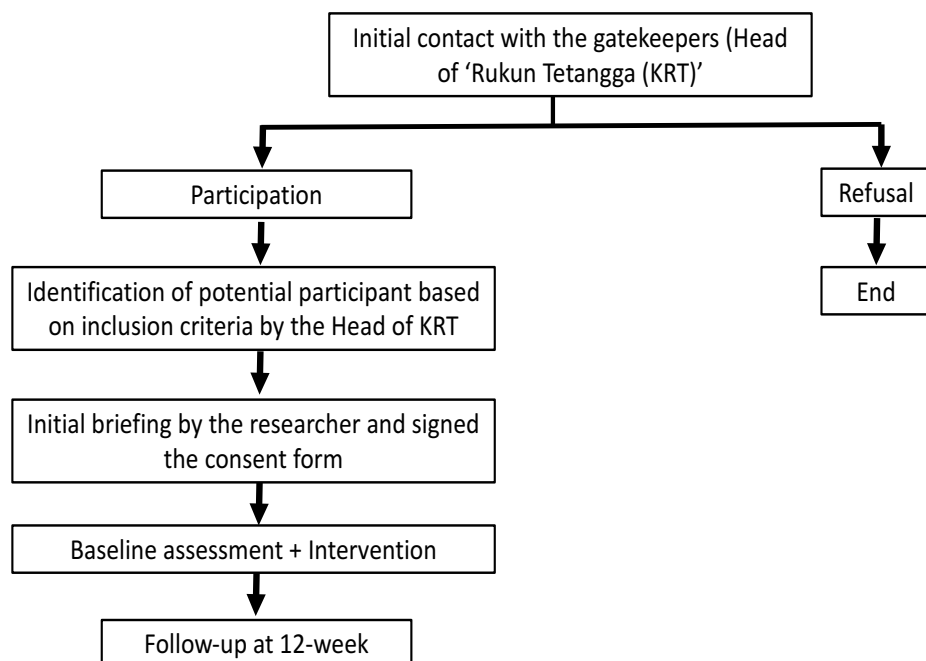 Initial contact with the gatekeepers (Head
of ‘Rukun Tetangga (KRT)’
Participation
Refusal
Identification of potential participant based
on inclusion criteria by the Head of KRT
End
Initial briefing by the researcher and signed
the consent form
Baseline assessment + Intervention
Follow-up at 12-week